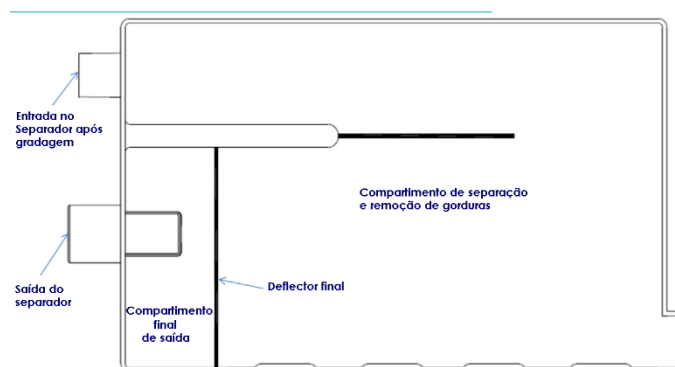 Entrada no
Separador após
gradagem
Compartimento de separação
e remoção de gorduras
Saída do
separador
Deflector final
Compartimento
final
de saída